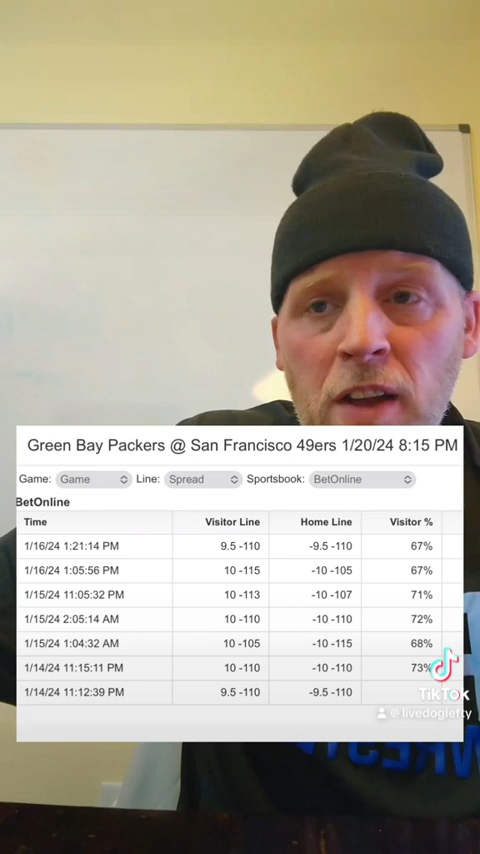 Green Bay Packers @ San Francisco 49ers 1/20/24 8:15 PM
Game: Game Line: Spread Sportsbook: BetOnline
BetOnline
Time Visitor Line Home Line Visitor %
1/16/24 1:21:14 PM 9.5 -110 -9.5 -110 67%
1/16/24 1:05:56 PM 10 -115 -10 -105 67%
1/15/24 11:05:32 PM 10 -113 -10 -107 71%
1/15/24 2:05:14 AM 10 -110 -10 -110 72%
1/15/24 1:04:32 AM 10 -105 -10 -115 68%
1/14/24 11:15:11 PM 10 -110 -10 -110 73%
1/14/24 11:12:39 PM 9.5 -110 -9.5 -110
TikTok
@livedoglefty